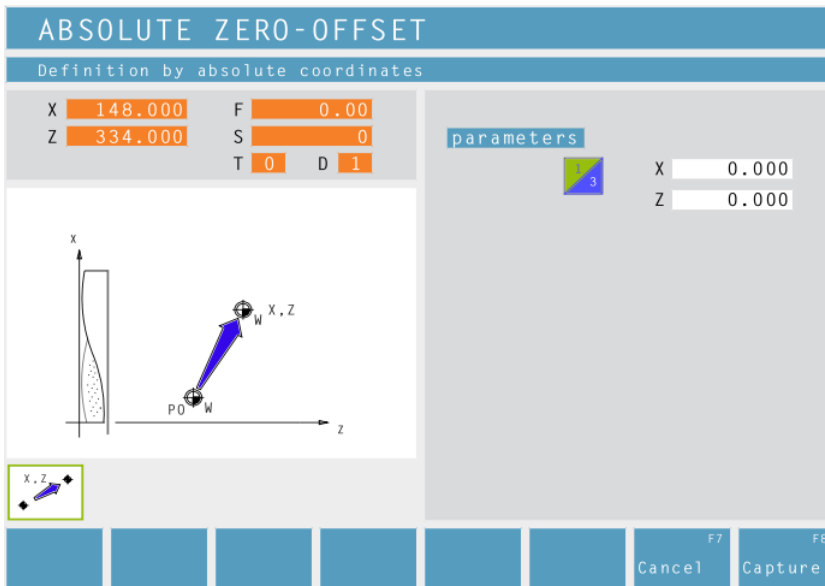 ABSOLUTE ZERO-OFFSET
Definition by absolute coordinates
X 148.000 F 0.00
Z 334.000 S 0
T 0 D 1
parameters
1 3 X 0.000
Z 0.000
X
W X,Z
P0 W
Z
X,Z
F7 F8
Cancel Capture